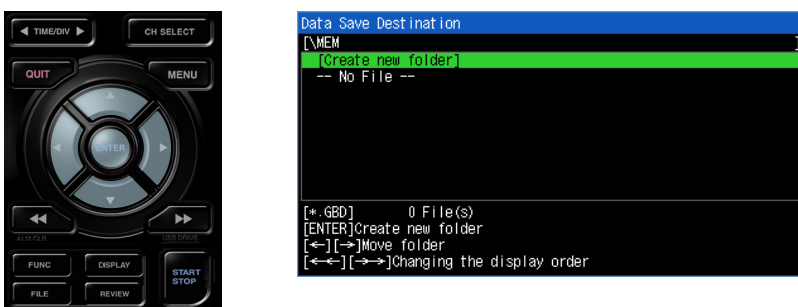 ◀ TIME/DIV ▶
CH SELECT
QUIT
MENU
ENTER
ALM CLR
USB DRIVE
FUNC
DISPLAY
START
STOP
FILE
REVIEW
Data Save Destination
[\MEM ]
[Create new folder]
-- No File --
[*.GBD] 0 File(s)
[ENTER]Create new folder
[←][→]Move folder
[←←][→→]Changing the display order